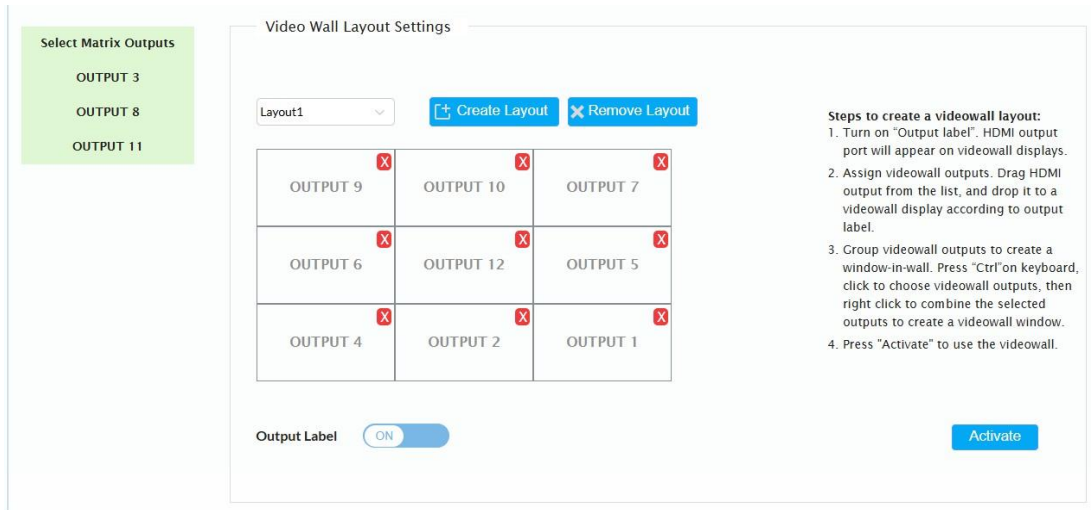 Video Wall Layout Settings
Select Matrix Outputs
OUTPUT 3
OUTPUT 8
OUTPUT 11
Layout1
Create Layout
Remove Layout
OUTPUT 9 X
OUTPUT 10 X
OUTPUT 7 X
OUTPUT 6 X
OUTPUT 12 X
OUTPUT 5 X
OUTPUT 4 X
OUTPUT 2 X
OUTPUT 1 X
Output Label ON
Steps to create a videowall layout:
1. Turn on “Output label”. HDMI output
port will appear on videowall displays.
2. Assign videowall outputs. Drag HDMI
output from the list, and drop it to a
videowall display according to output
label.
3. Group videowall outputs to create a
window-in-wall. Press “Ctrl”on keyboard,
click to choose videowall outputs, then
right click to combine the selected
outputs to create a videowall window.
4. Press "Activate" to use the videowall.
Activate